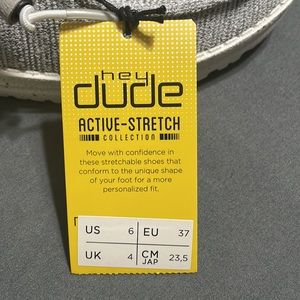 hey
dude
ACTIVE-STRETCH
COLLECTION
Move with confidence in
these stretchable shoes that
conform to the unique shape
of your foot for a more
personalized fit.
US 6 EU 37
UK 4 CM JAP 23,5